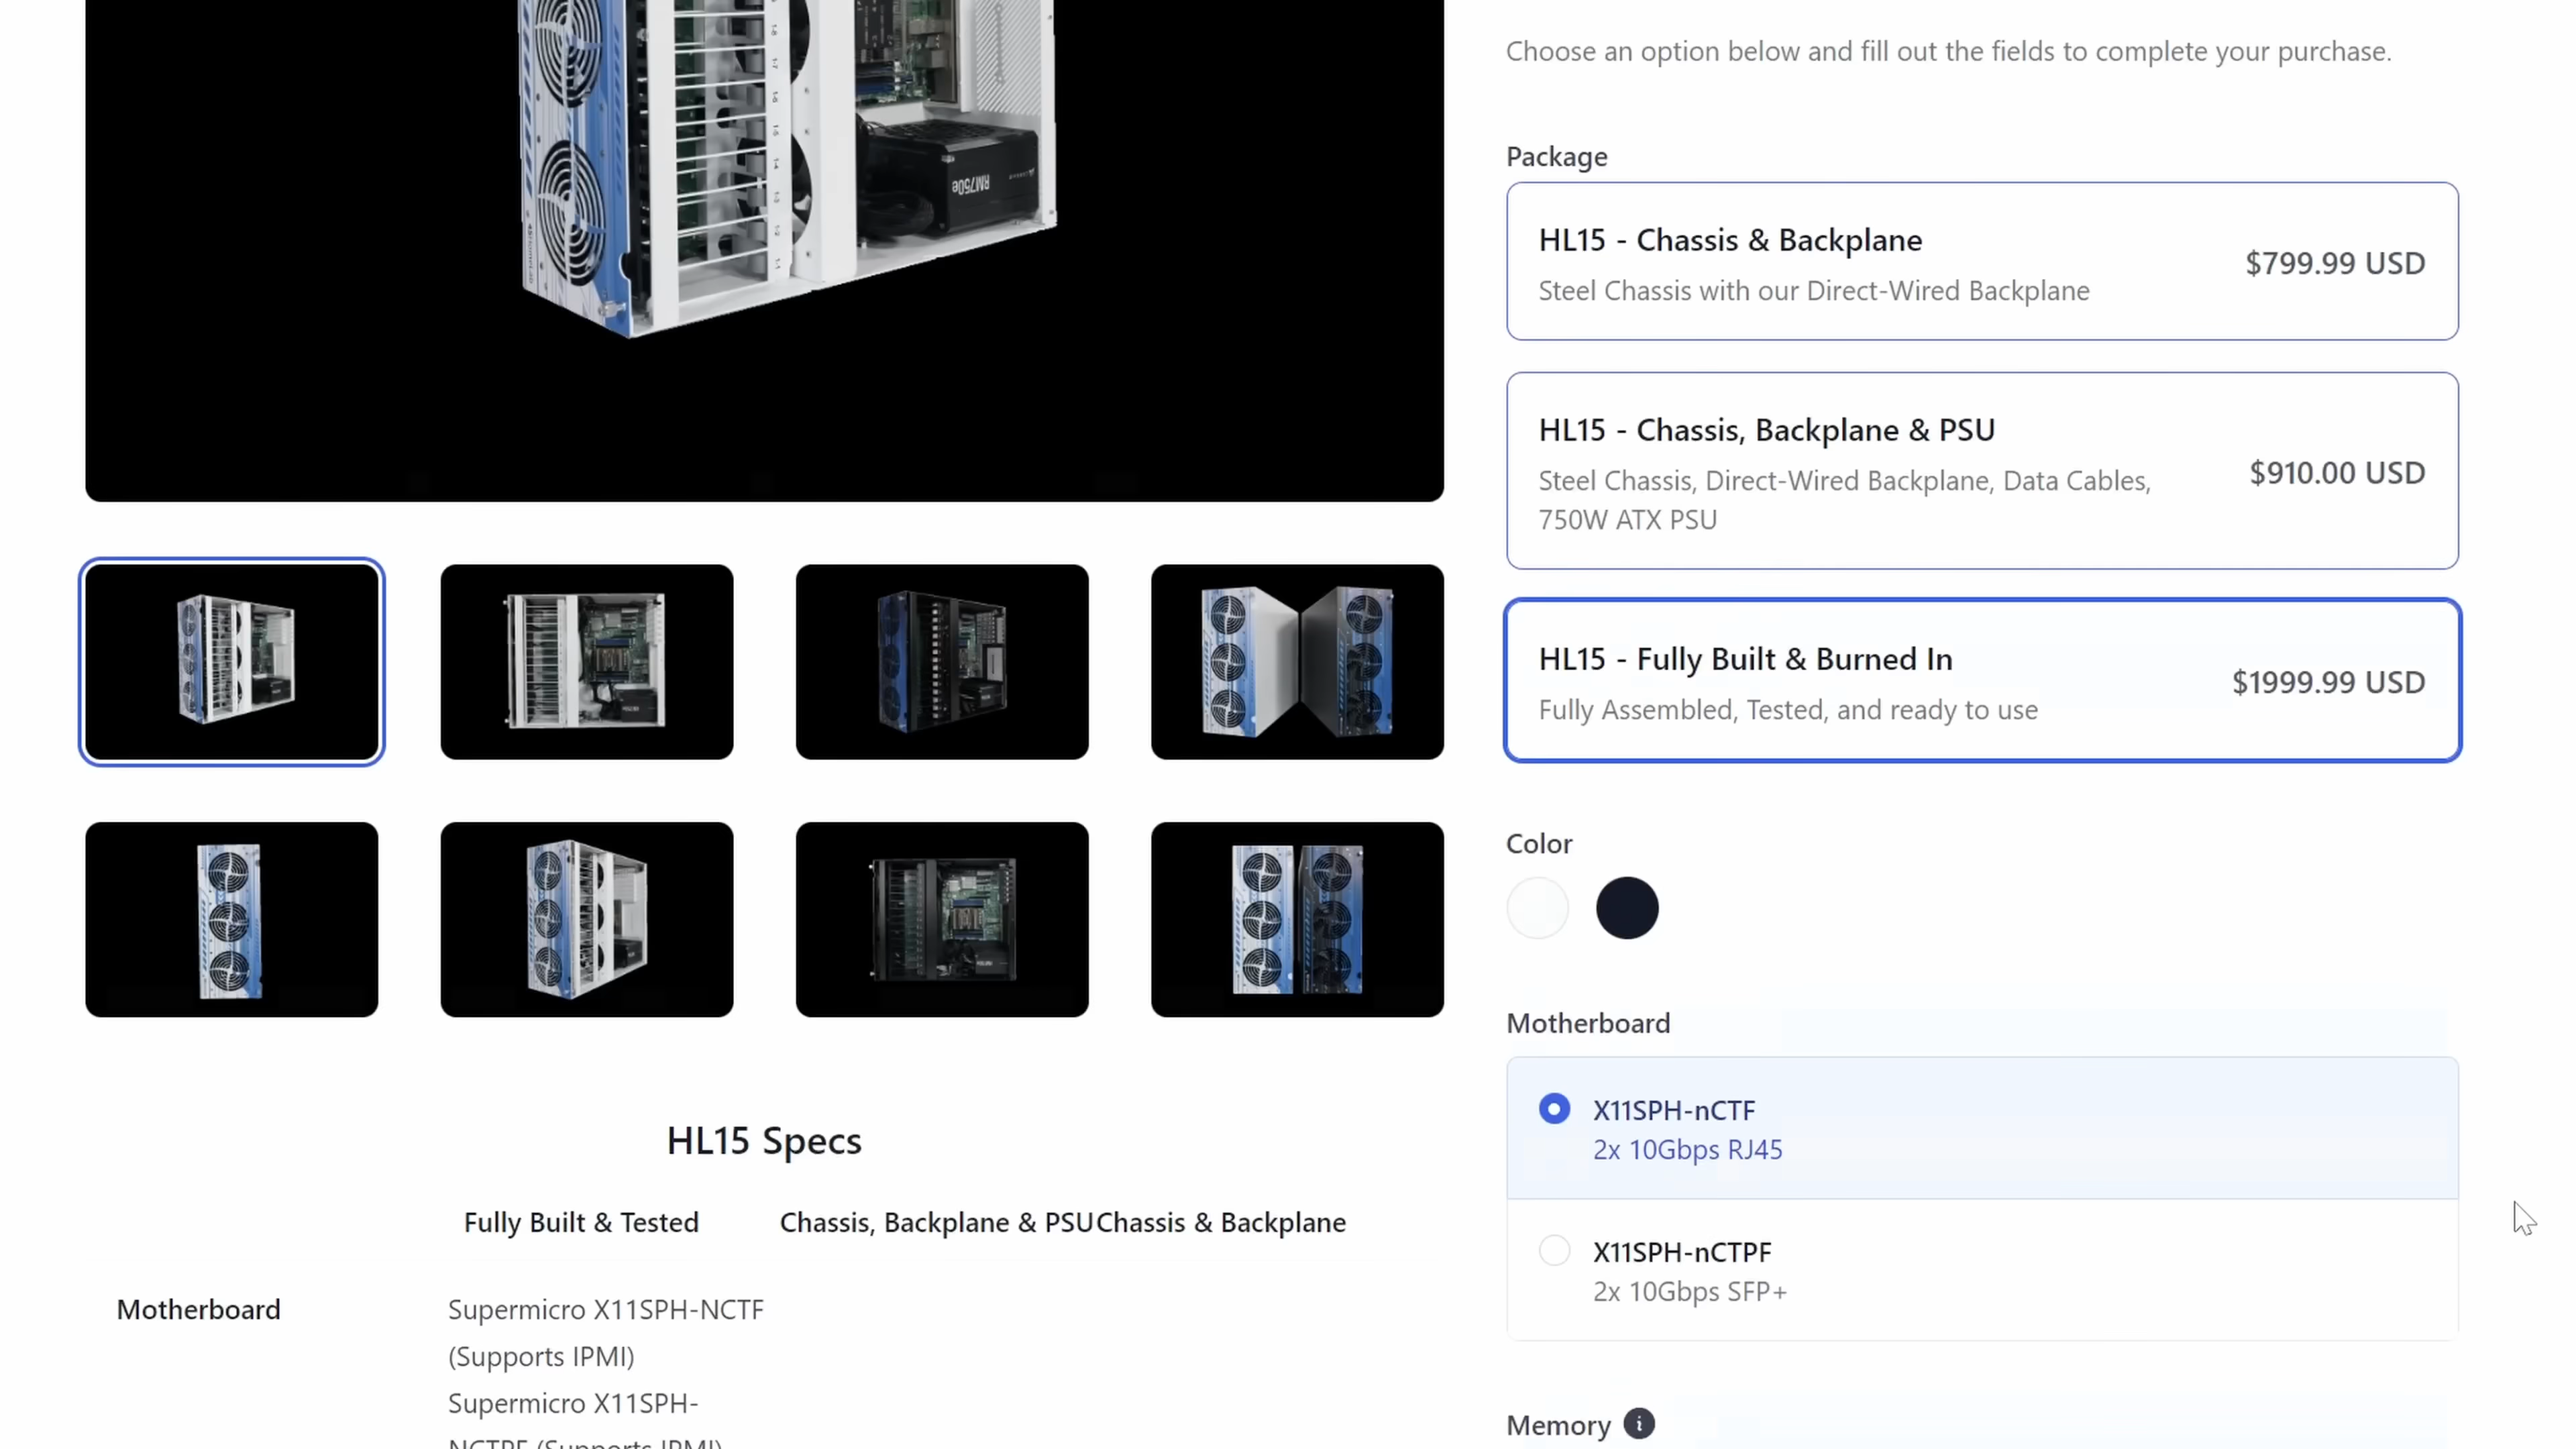 RM750e
Choose an option below and fill out the fields to complete your purchase.
Package
HL15 - Chassis & Backplane
Steel Chassis with our Direct-Wired Backplane
$799.99 USD
HL15 - Chassis, Backplane & PSU
Steel Chassis, Direct-Wired Backplane, Data Cables,
750W ATX PSU
$910.00 USD
HL15 - Fully Built & Burned In
Fully Assembled, Tested, and ready to use
$1999.99 USD
Color
Motherboard
X11SPH-nCTF
2x 10Gbps RJ45
X11SPH-nCTPF
2x 10Gbps SFP+
Memory
HL15 Specs
Fully Built & Tested
Chassis, Backplane & PSU
Chassis & Backplane
Motherboard
Supermicro X11SPH-NCTF
(Supports IPMI)
Supermicro X11SPH-
NCTPF (Supports IPMI)